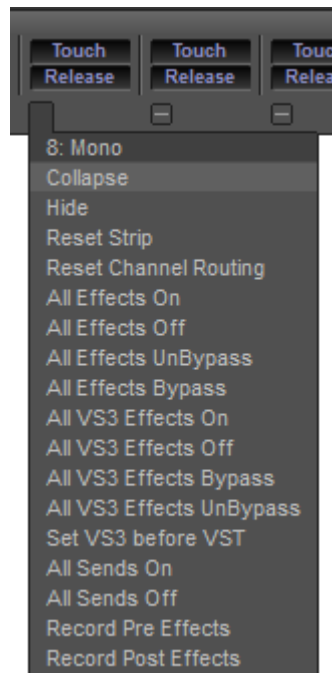 Touch Touch Touc
Release Release Relea
8: Mono
Collapse
Hide
Reset Strip
Reset Channel Routing
All Effects On
All Effects Off
All Effects UnBypass
All Effects Bypass
All VS3 Effects On
All VS3 Effects Off
All VS3 Effects Bypass
All VS3 Effects UnBypass
Set VS3 before VST
All Sends On
All Sends Off
Record Pre Effects
Record Post Effects